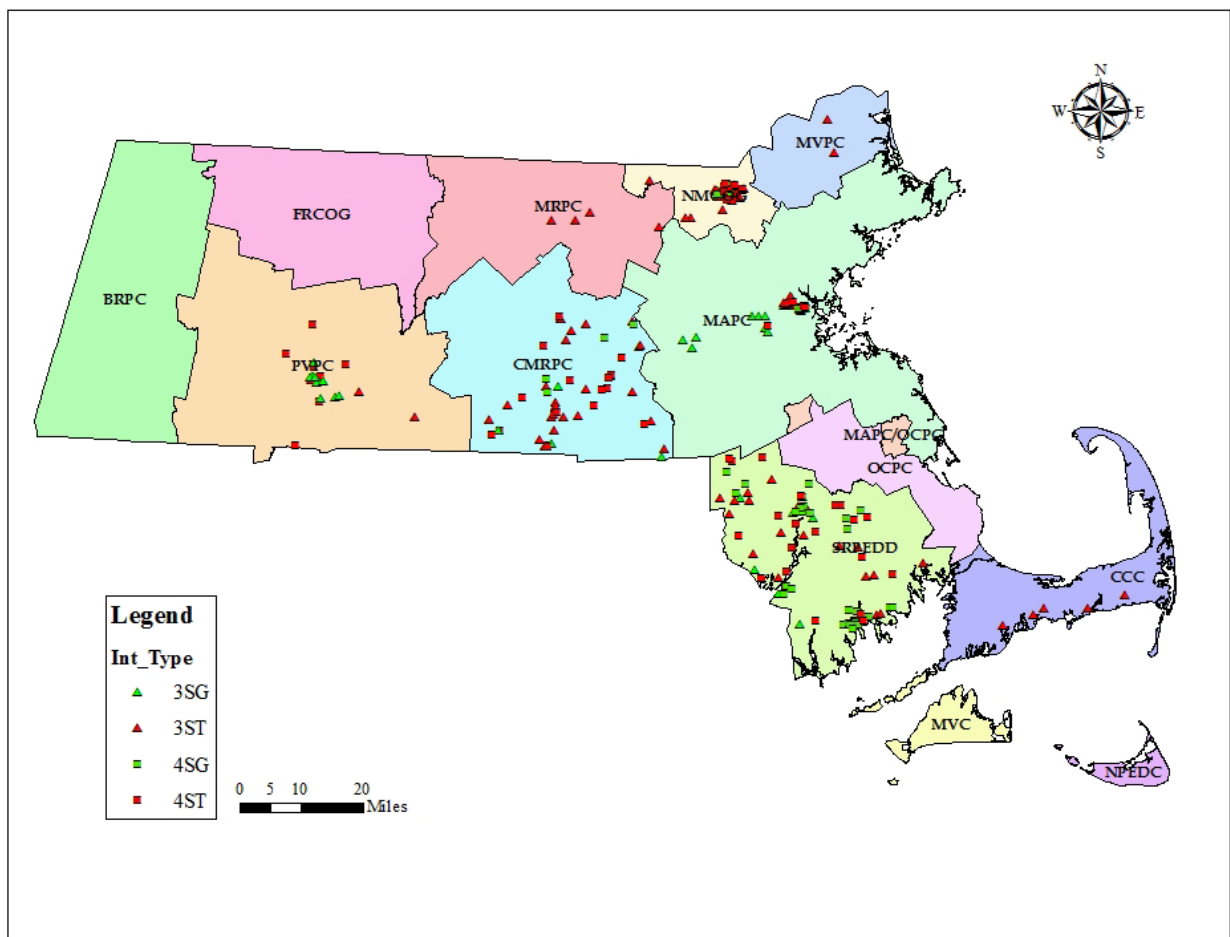 N
W E
S
MVPC
NMCOG
FRCOG
MRPC
BRPC
MAPC
PVPC
CMRPC
MAPC/OCPC
OCPC
SRPEDD
CCC
MVC
NPEDC
Legend
Int_Type
3SG
3ST
4SG
4ST
0 5 10 20
Miles